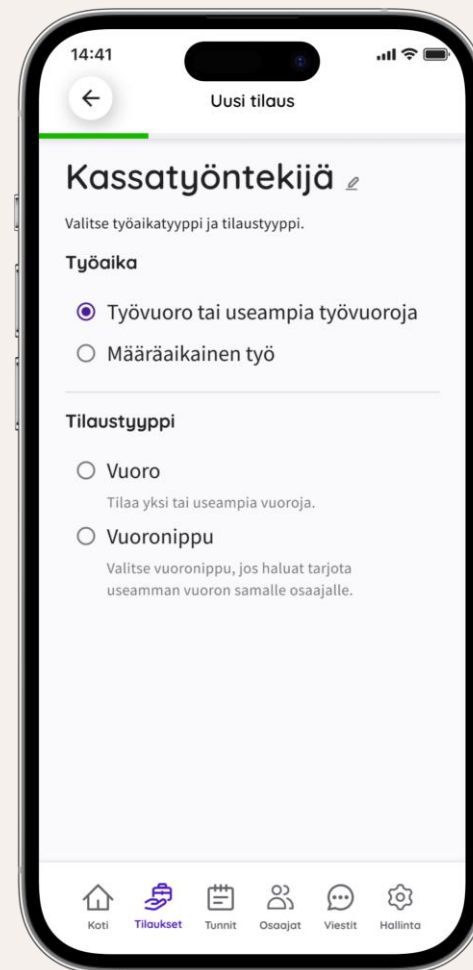 14:41
Uusi tilaus
Kassatyöntekijä
Valitse työaikatyyppi ja tilaustyyppi.
Työaika
Työvuoro tai useampia työvuoroja
Määräaikainen työ
Tilaustyyppi
Vuoro
Tilaa yksi tai useampia vuoroja.
Vuoronippu
Valitse vuoronippu, jos haluat tarjota
useamman vuoron samalle osaajalle.
Koti Tilaukset Tunnit Osaajat Viestit Hallinta